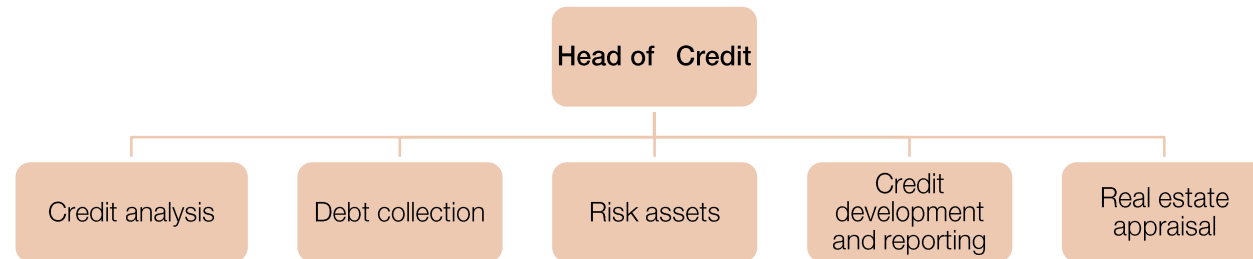 Head of Credit
Credit analysis
Debt collection
Risk assets
Credit
development
and reporting
Real estate
appraisal